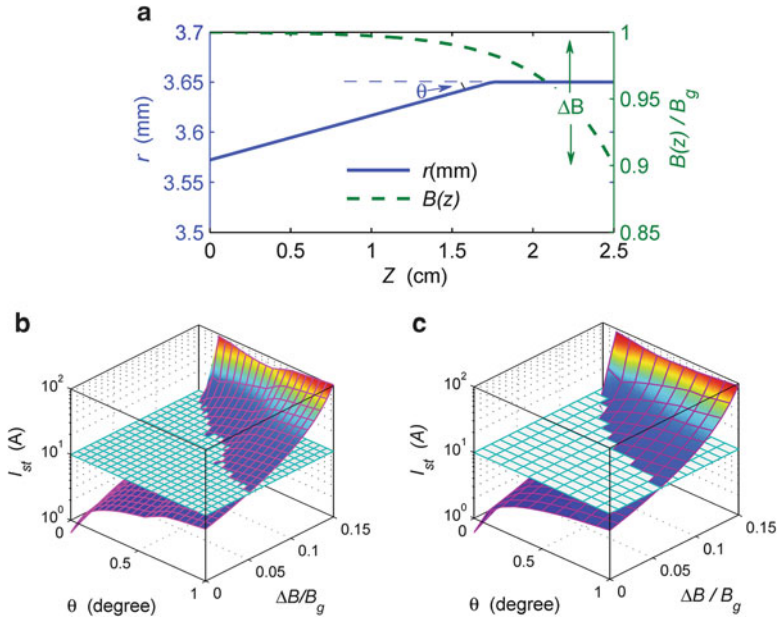 a
3.7
3.65
3.6
3.55
3.5
r (mm)
θ
ΔB
r(mm)
B(z)
1
0.95
0.9
0.85
B(z) / Bg
0 0.5 1 1.5 2 2.5
Z (cm)
b
10² 
10¹
10⁰
Ist (A)
0 0.5 1
θ (degree)
0 0.05 0.1 0.15
ΔB/Bg
c
10²
10¹
10⁰
Ist (A)
0 0.5 1
θ (degree)
0 0.05 0.1 0.15
ΔB / Bg